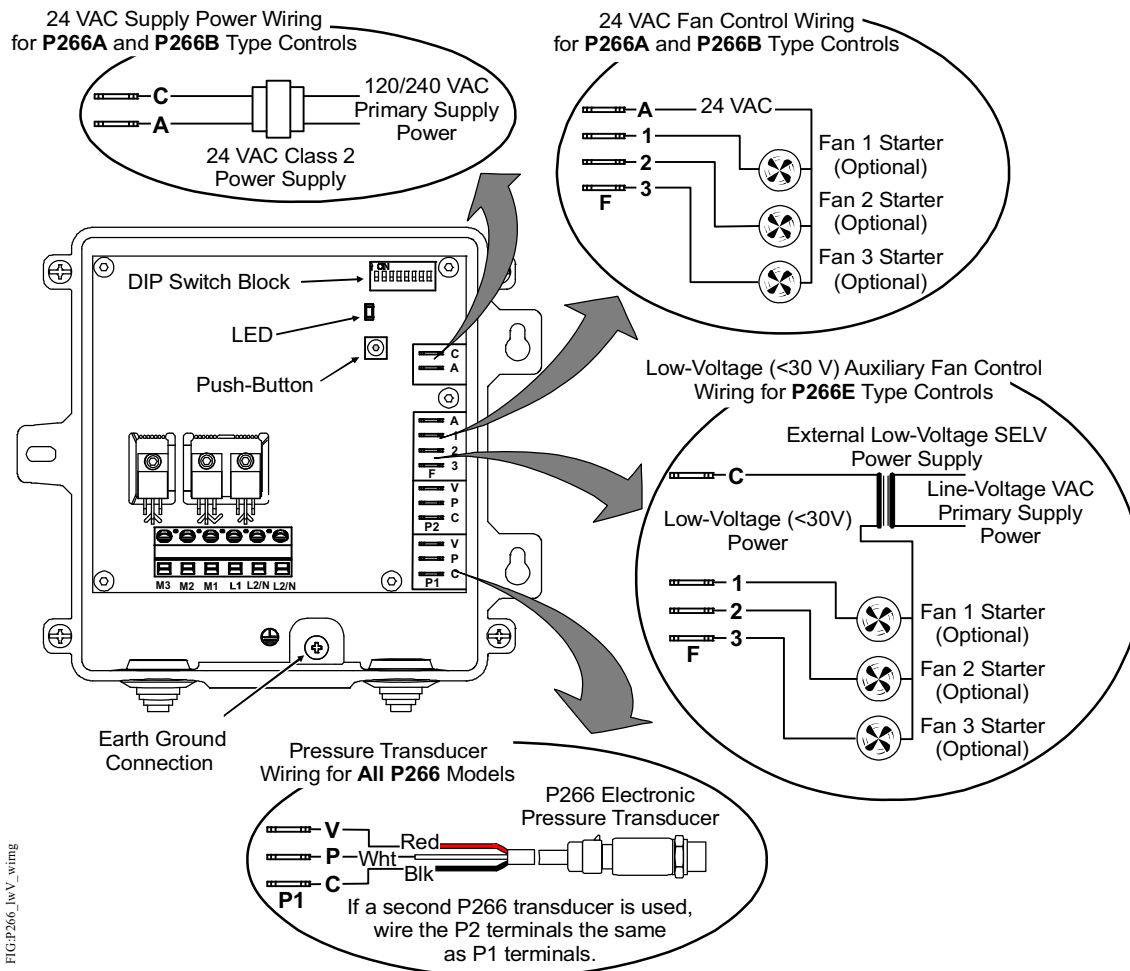 24 VAC Supply Power Wiring
for P266A and P266B Type Controls
C
A
120/240 VAC
Primary Supply
Power
24 VAC Class 2
Power Supply
24 VAC Fan Control Wiring
for P266A and P266B Type Controls
A
24 VAC
1
2
3
F
Fan 1 Starter
(Optional)
Fan 2 Starter
(Optional)
Fan 3 Starter
(Optional)
DIP Switch Block
ON
LED
Push-Button
C
A
A
1
2
3
F
V
P
C
P2
V
P
C
P1
M3 M2 M1 L1 L2/N L2/N
Earth Ground
Connection
Low-Voltage (<30 V) Auxiliary Fan Control
Wiring for P266E Type Controls
External Low-Voltage SELV
Power Supply
C
Line-Voltage VAC
Primary Supply
Power
Low-Voltage (<30V)
Power
1
2
3
F
Fan 1 Starter
(Optional)
Fan 2 Starter
(Optional)
Fan 3 Starter
(Optional)
Pressure Transducer
Wiring for All P266 Models
P266 Electronic
Pressure Transducer
V
Red
P
Wht
C
Blk
P1
If a second P266 transducer is used,
wire the P2 terminals the same
as P1 terminals.
FIG:P266_lwV_wimg